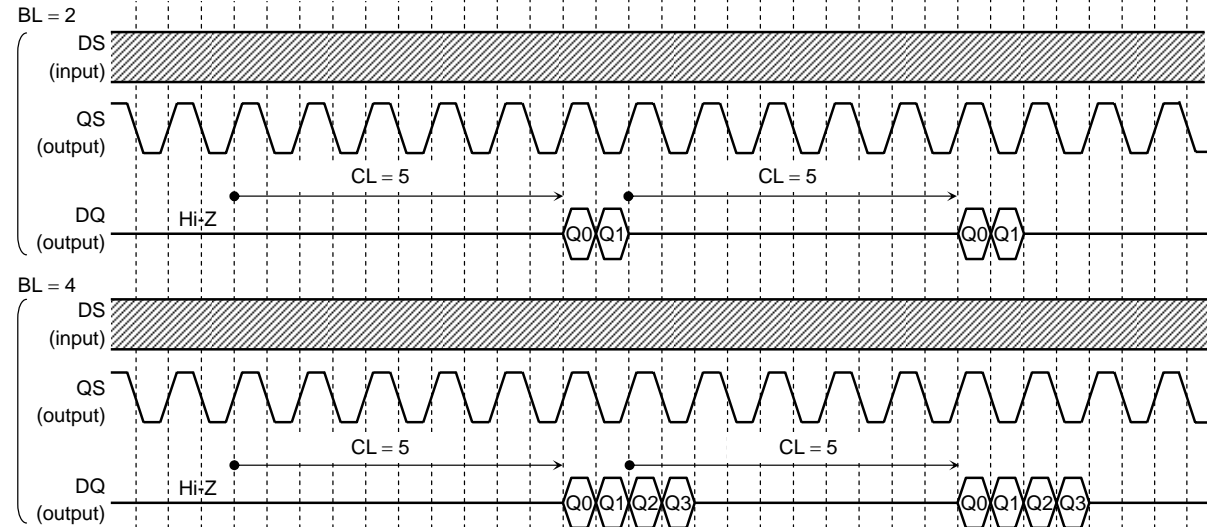 BL = 2
DS
(input)
QS
(output)
CL = 5 CL = 5
DQ
(output)
Hi-Z
Q0 Q1 Q0 Q1
BL = 4
DS
(input)
QS
(output)
CL = 5 CL = 5
DQ
(output)
Hi-Z
Q0 Q1 Q2 Q3 Q0 Q1 Q2 Q3